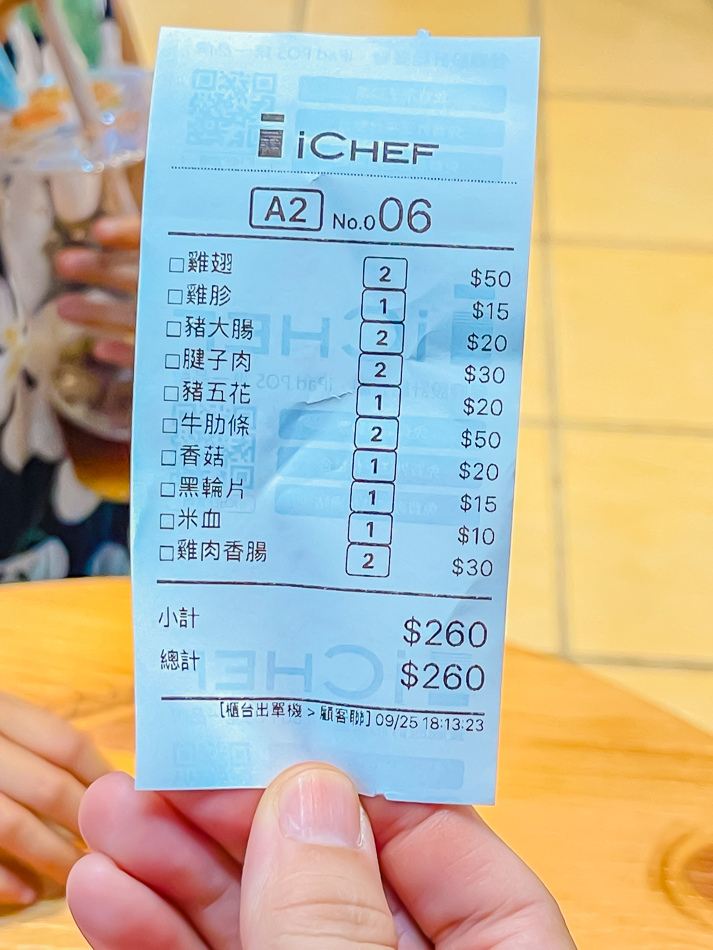 iCHEF
A2 No.006
□雞翅 2 $50
□雞胗 1 $15
□豬大腸 2 $20
□腱子肉 2 $30
□豬五花 1 $20
□牛肋條 2 $50
□香菇 1 $20
□黑輪片 1 $15
□米血 1 $10
□雞肉香腸 2 $30
小計 $260
總計 $260
[櫃台出單機 > 顧客聯] 09/25 18:13:23